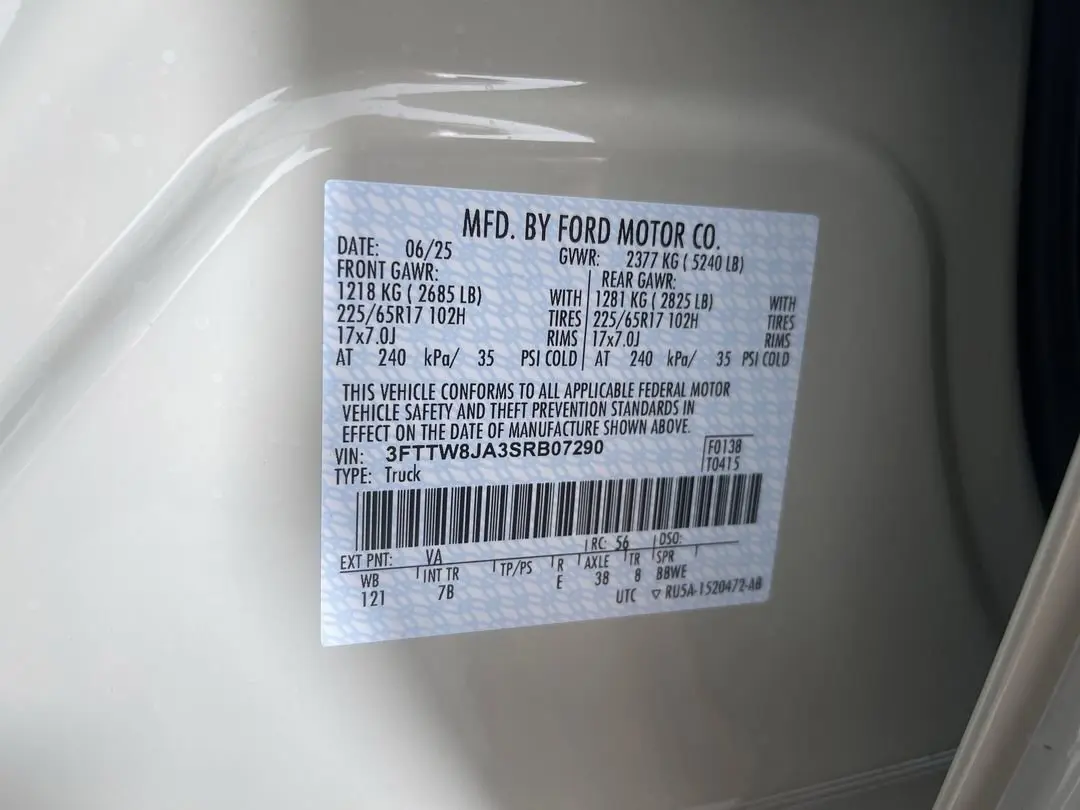 MFD. BY FORD MOTOR CO.
DATE: 06/25 GVWR: 2377 KG ( 5240 LB)
FRONT GAWR: REAR GAWR:
1218 KG ( 2685 LB) WITH 1281 KG ( 2825 LB) WITH
225/65R17 102H TIRES 225/65R17 102H TIRES
17x7.0J RIMS 17x7.0J RIMS
AT 240 kPa/ 35 PSI COLD AT 240 kPa/ 35 PSI COLD
THIS VEHICLE CONFORMS TO ALL APPLICABLE FEDERAL MOTOR
VEHICLE SAFETY AND THEFT PREVENTION STANDARDS IN
EFFECT ON THE DATE OF MANUFACTURE SHOWN ABOVE.
VIN: 3FTTW8JA3SRB07290 F0138
TYPE: Truck T0415
EXT PNT: VA RC: 56 DSO:
WB INT TR TP/PS R AXLE TR SPR
121 7B E 38 8 BBWE
UTC ▽ RU5A-1520472-AB